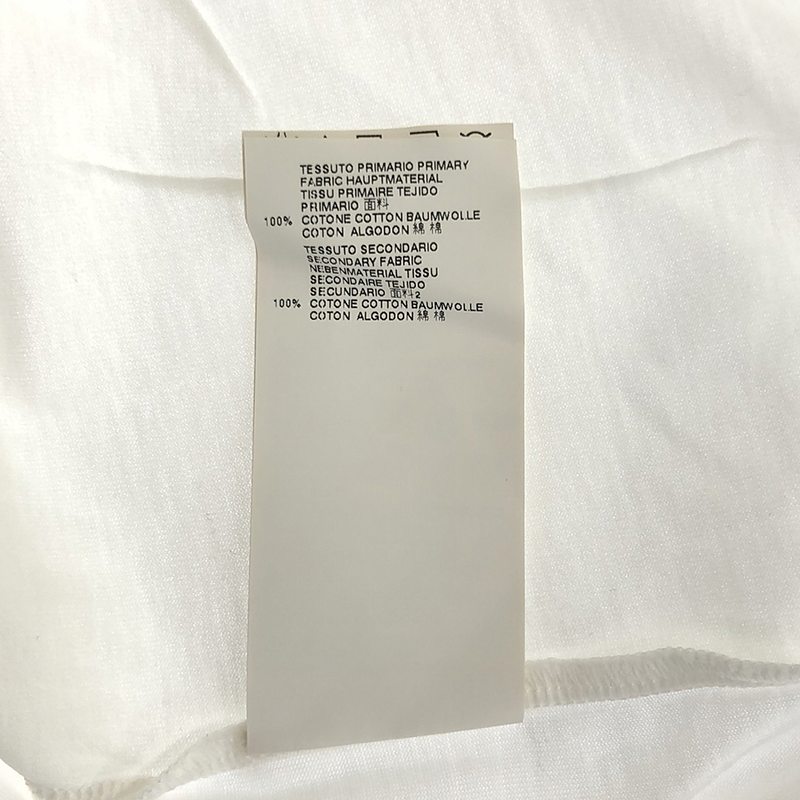 TESSUTO PRIMARIO PRIMARY
FABRIC HAUPTMATERIAL
TISSU PRIMAIRE TEJIDO
PRIMARIO 面料
100% COTONE COTTON BAUMWOLLE
COTON ALGODON 綿 棉
TESSUTO SECONDARIO
SECONDARY FABRIC
NEBENMATERIAL TISSU
SECONDAIRE TEJIDO
SECUNDARIO 面料2
100% COTONE COTTON BAUMWOLLE
COTON ALGODON 綿 棉